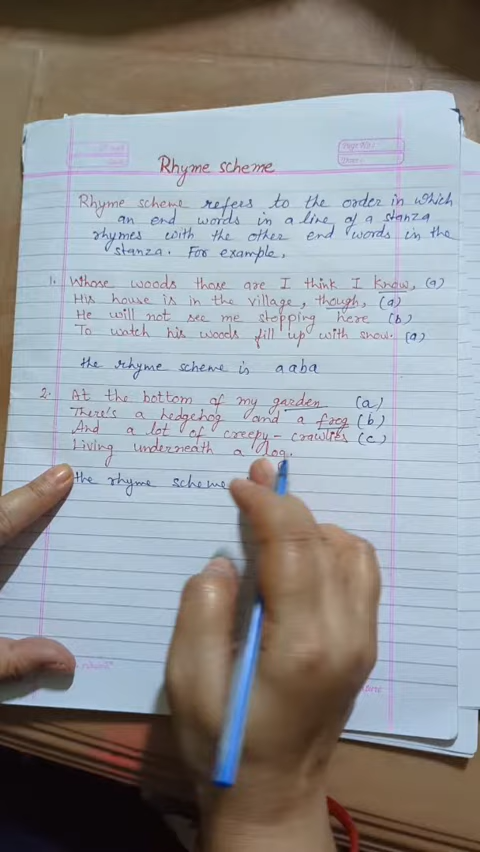 Page No:
Date:
Rhyme scheme
Rhyme scheme refers to the order in which
an end words in a line of a stanza
rhymes with the other end words in the
stanza. For example,
1. Whose woods those are I think I know, (a)
His house is in the village, though, (a)
He will not see me stopping here (b)
To watch his woods fill up with snow. (a)
the rhyme scheme is aaba
2. At the bottom of my garden (a)
There's a hedgehog and a frog (b)
And a lot of creepy-crawlies (c)
Living underneath a log.
the rhyme scheme